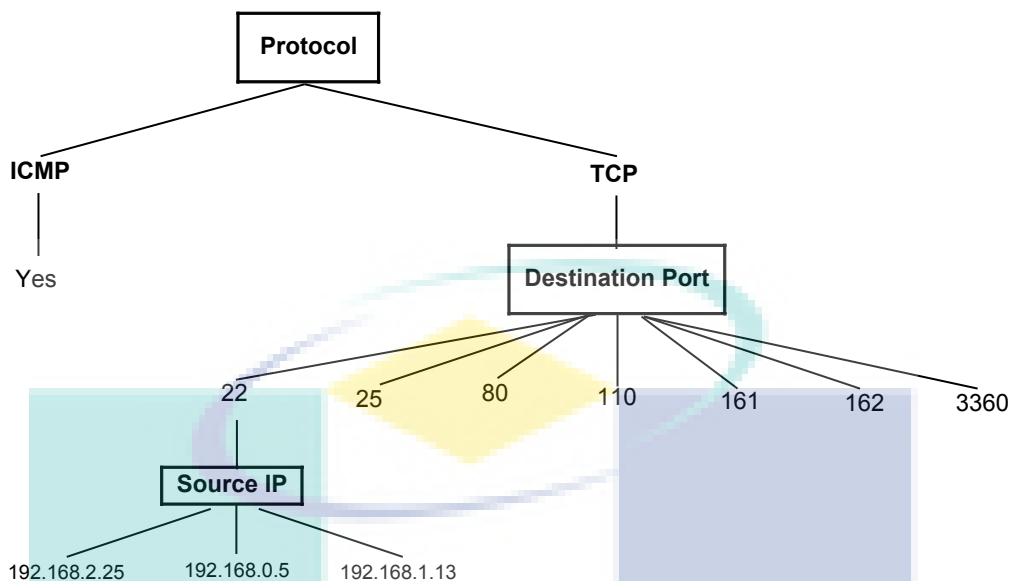 Protocol
ICMP
TCP
Yes
Destination Port
22
25
80
110
161
162
3360
Source IP
192.168.2.25
192.168.0.5
192.168.1.13